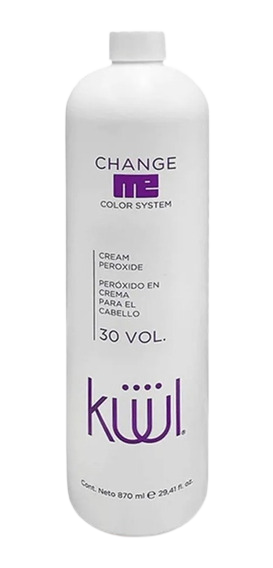 CHANGE
me
COLOR SYSTEM
CREAM
PEROXIDE
PERÓXIDO EN
CREMA
PARA EL
CABELLO
30 VOL.
küül®
Cont. Neto 870 ml ℮ 29,41 fl. oz.